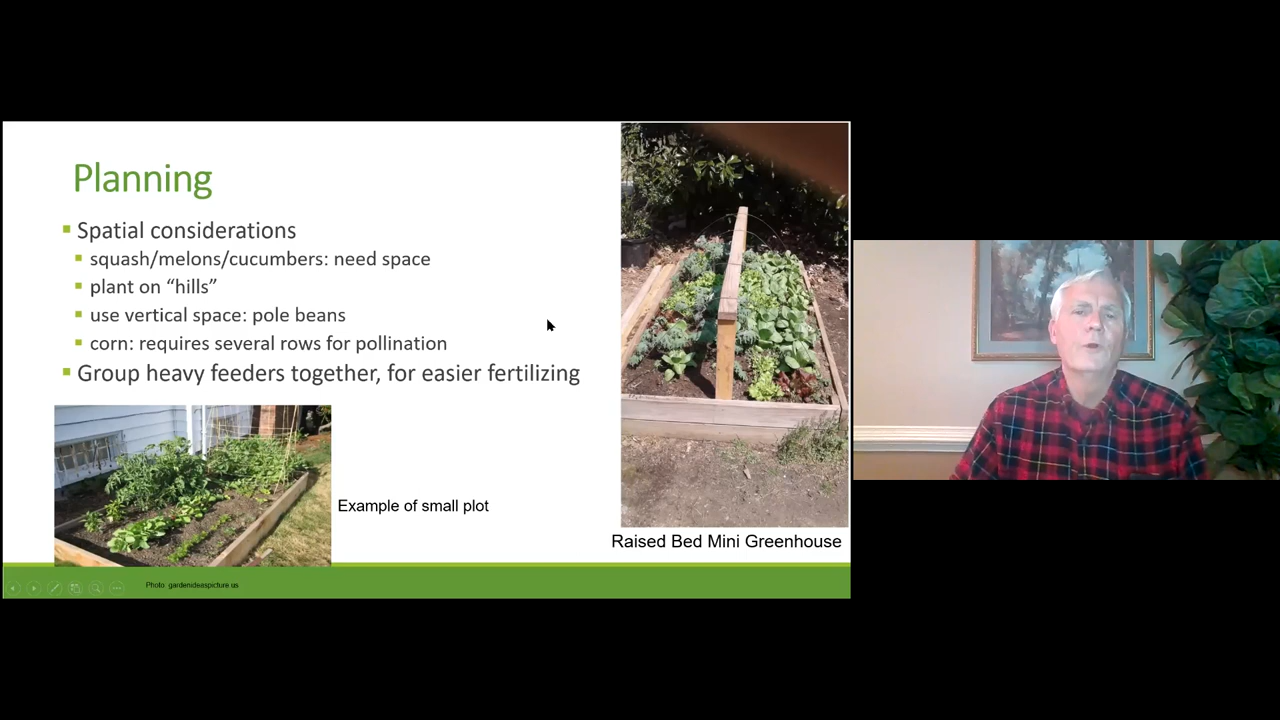 Planning
Spatial considerations
squash/melons/cucumbers: need space
plant on “hills”
use vertical space: pole beans
corn: requires several rows for pollination
Group heavy feeders together, for easier fertilizing
Example of small plot
Raised Bed Mini Greenhouse
Photo gardenideaspicture.us